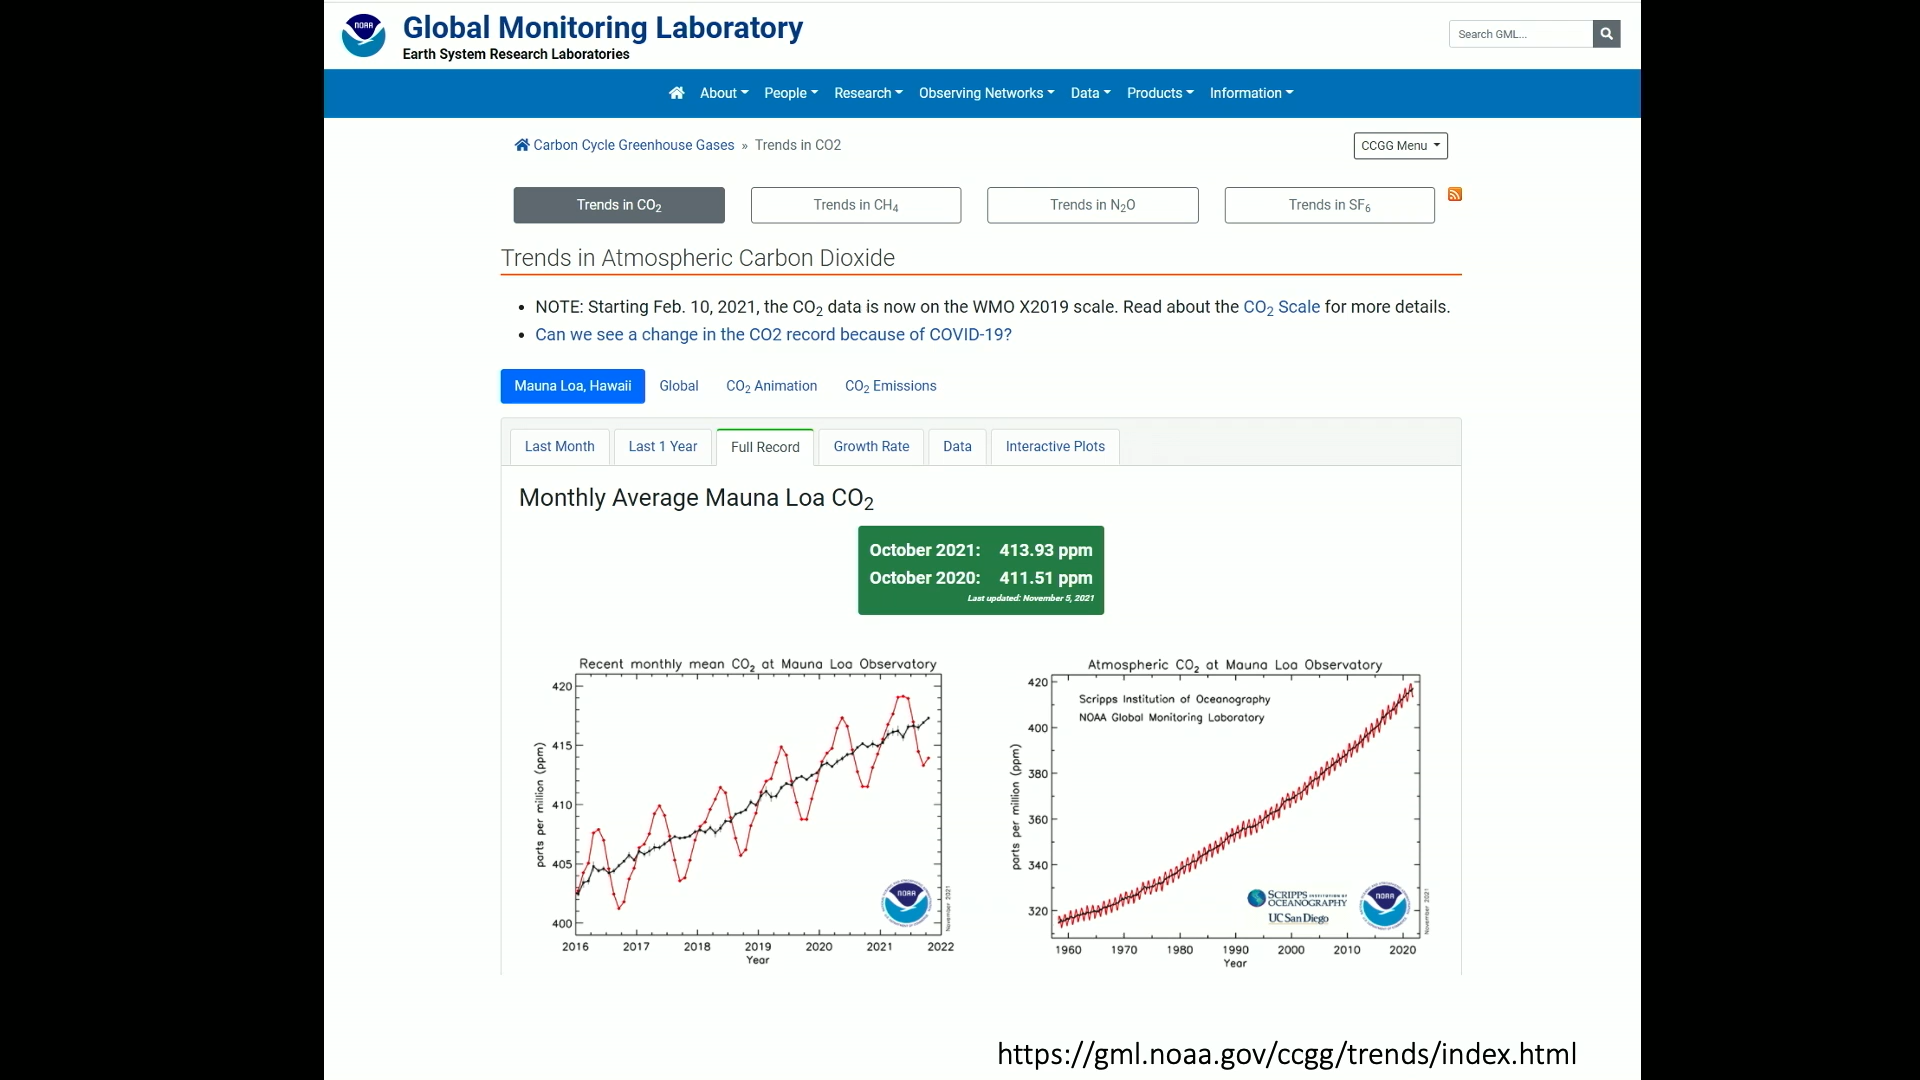 NOAA
Global Monitoring Laboratory
Earth System Research Laboratories
Search GML...
About People Research Observing Networks Data Products Information
Carbon Cycle Greenhouse Gases » Trends in CO2
CCGG Menu
Trends in CO2 Trends in CH4 Trends in N2O Trends in SF6
Trends in Atmospheric Carbon Dioxide
• NOTE: Starting Feb. 10, 2021, the CO2 data is now on the WMO X2019 scale. Read about the CO2 Scale for more details.
• Can we see a change in the CO2 record because of COVID-19?
Mauna Loa, Hawaii Global CO2 Animation CO2 Emissions
Last Month Last 1 Year Full Record Growth Rate Data Interactive Plots
Monthly Average Mauna Loa CO2
October 2021: 413.93 ppm
October 2020: 411.51 ppm
Last updated: November 5, 2021
Recent monthly mean CO2 at Mauna Loa Observatory
parts per million (ppm)
420
415
410
405
400
2016 2017 2018 2019 2020 2021 2022
Year
NOAA
November 2021
Atmospheric CO2 at Mauna Loa Observatory
Scripps Institution of Oceanography
NOAA Global Monitoring Laboratory
parts per million (ppm)
420
400
380
360
340
320
1960 1970 1980 1990 2000 2010 2020
Year
SCRIPPS INSTITUTION OF
OCEANOGRAPHY
UC San Diego
NOAA
November 2021
https://gml.noaa.gov/ccgg/trends/index.html